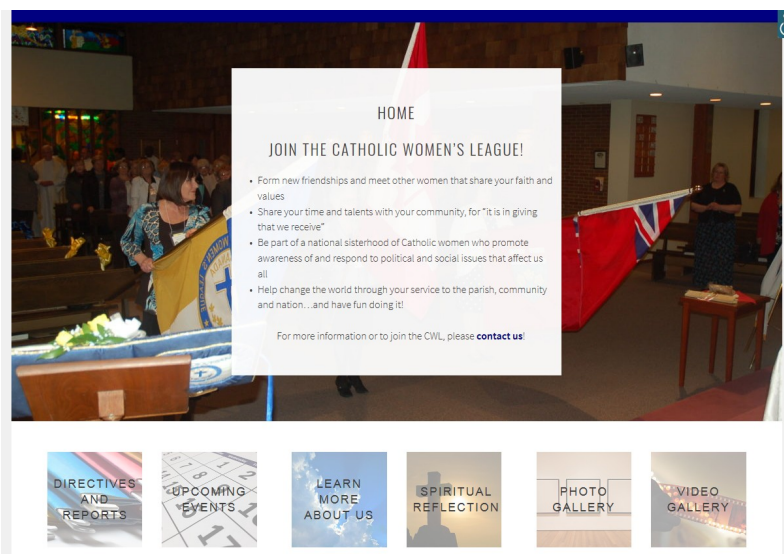 HOME
JOIN THE CATHOLIC WOMEN'S LEAGUE!
• Form new friendships and meet other women that share your faith and
values
• Share your time and talents with your community, for "it is in giving
that we receive"
• Be part of a national sisterhood of Catholic women who promote
awareness of and respond to political and social issues that affect us
all
• Help change the world through your service to the parish, community
and nation…and have fun doing it!
For more information or to join the CWL, please contact us!
DIRECTIVES
AND
REPORTS
UPCOMING
EVENTS
LEARN
MORE
ABOUT US
SPIRITUAL
REFLECTION
PHOTO
GALLERY
VIDEO
GALLERY